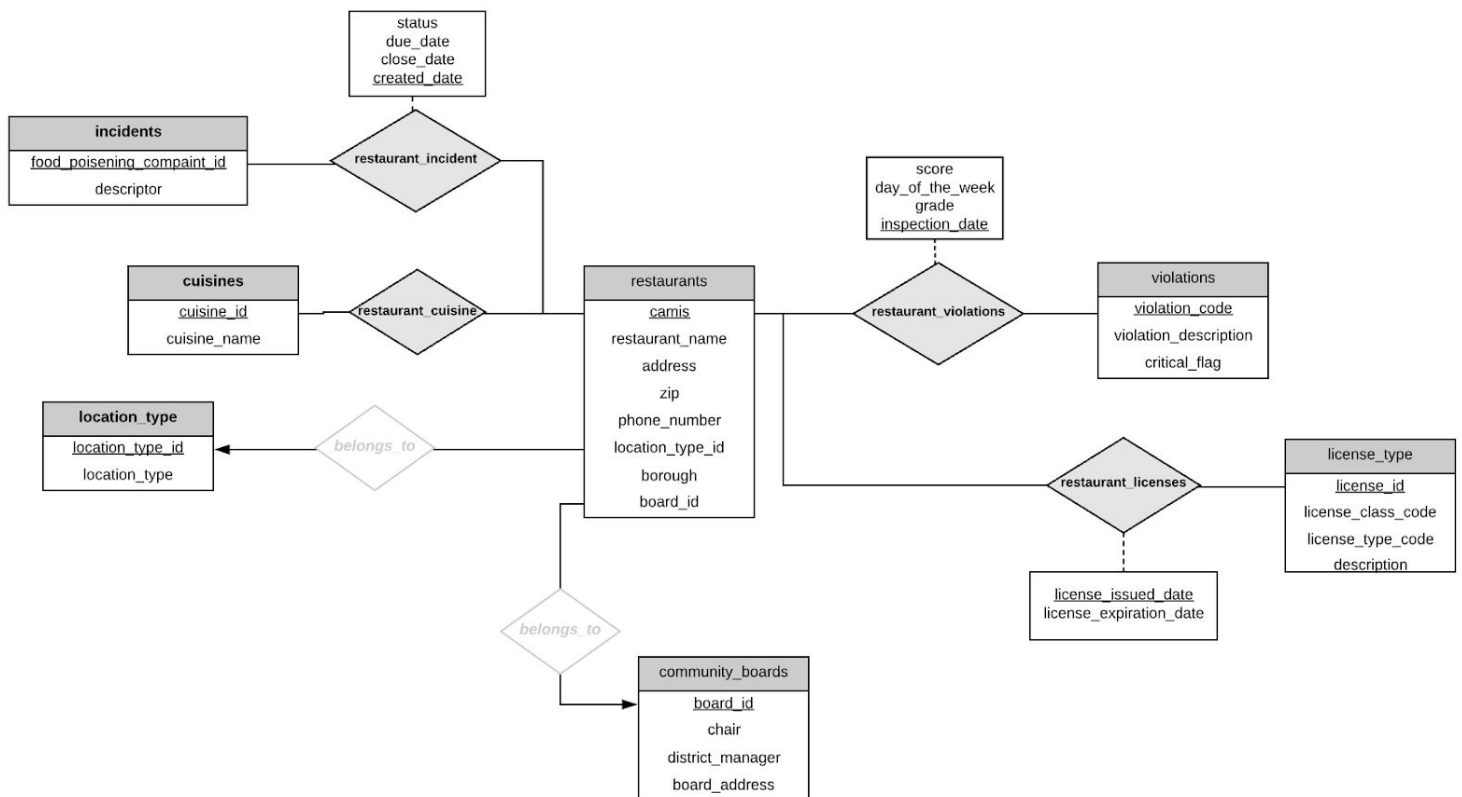 status
due_date
close_date
created_date
incidents
food_poisening_compaint_id
descriptor
restaurant_incident
score
day_of_the_week
grade
inspection_date
cuisines
cuisine_id
cuisine_name
restaurant_cuisine
restaurants
camis
restaurant_name
address
zip
phone_number
location_type_id
borough
board_id
restaurant_violations
violations
violation_code
violation_description
critical_flag
location_type
location_type_id
location_type
belongs_to
restaurant_licenses
license_type
license_id
license_class_code
license_type_code
description
license_issued_date
license_expiration_date
belongs_to
community_boards
board_id
chair
district_manager
board_address